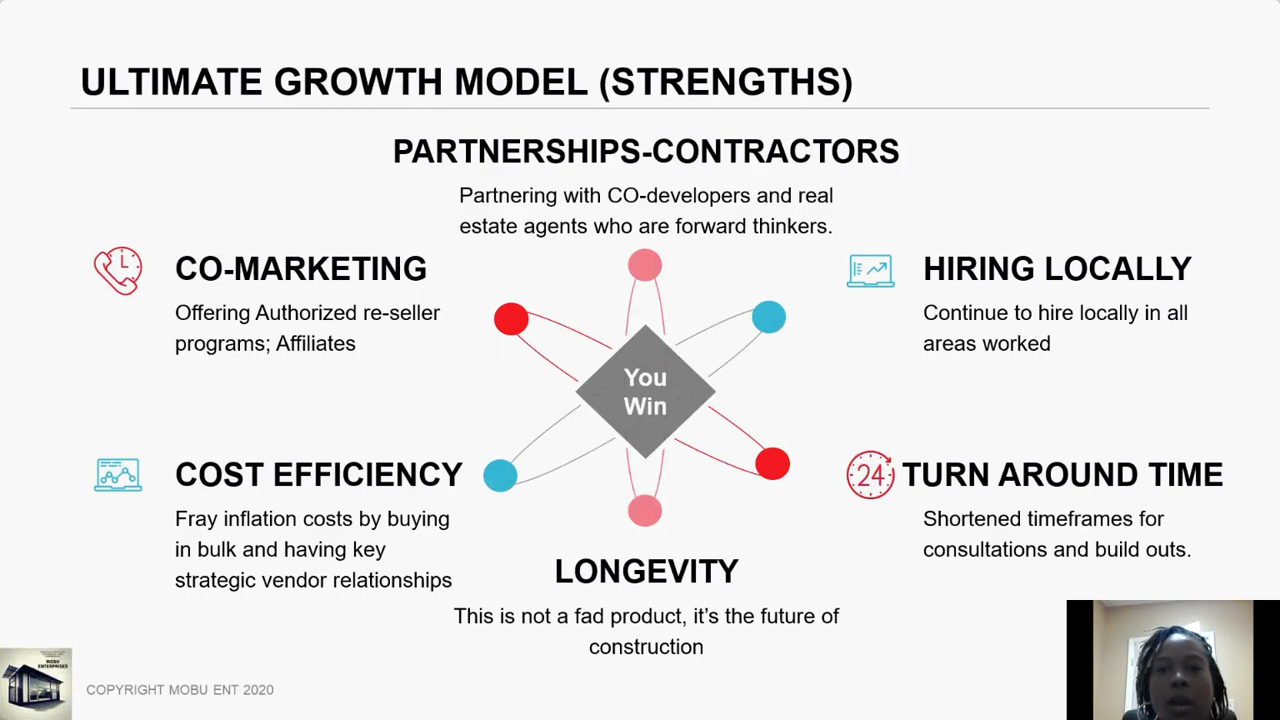 ULTIMATE GROWTH MODEL (STRENGTHS)
PARTNERSHIPS-CONTRACTORS
Partnering with CO-developers and real
estate agents who are forward thinkers.
CO-MARKETING
Offering Authorized re-seller
programs; Affiliates
HIRING LOCALLY
Continue to hire locally in all
areas worked
You
Win
COST EFFICIENCY
Fray inflation costs by buying
in bulk and having key
strategic vendor relationships
24
TURN AROUND TIME
Shortened timeframes for
consultations and build outs.
LONGEVITY
This is not a fad product, it’s the future of
construction
MOBU
ENTERPRISES
COPYRIGHT MOBU ENT 2020